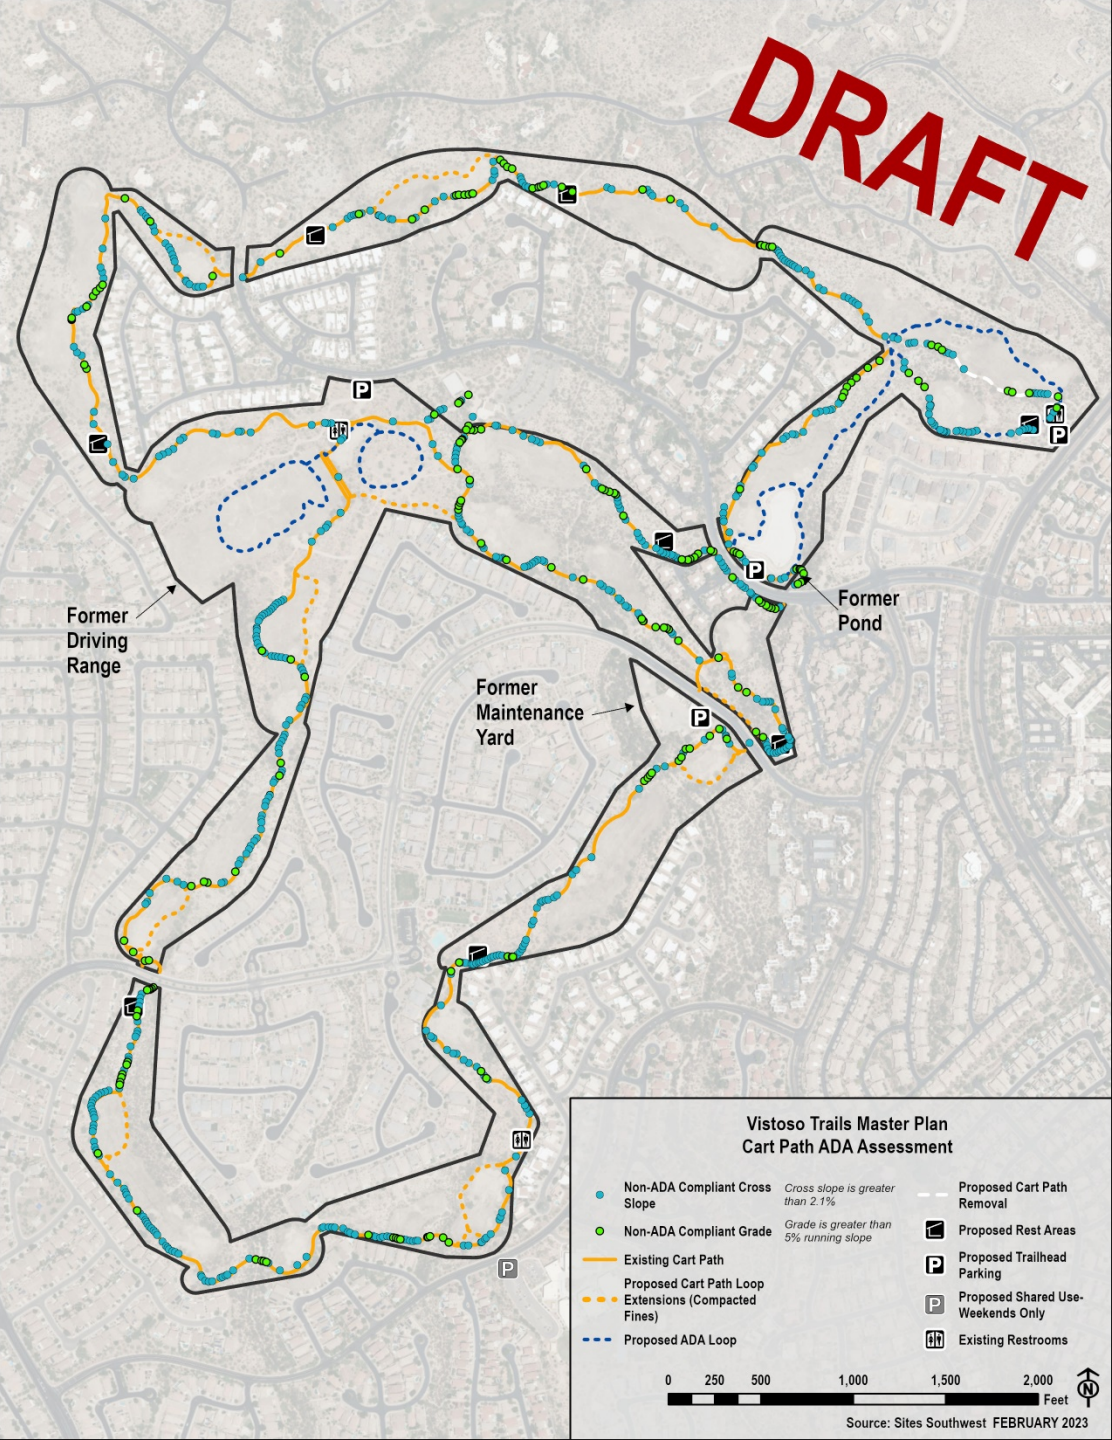 DRAFT
Former
Driving
Range
Former
Pond
Former
Maintenance
Yard
P
P
P
P
P
P
Vistoso Trails Master Plan
Cart Path ADA Assessment
Non-ADA Compliant Cross
Slope
Cross slope is greater
than 2.1%
Non-ADA Compliant Grade
Grade is greater than
5% running slope
Existing Cart Path
Proposed Cart Path Loop
Extensions (Compacted
Fines)
Proposed ADA Loop
Proposed Cart Path
Removal
Proposed Rest Areas
P
Proposed Trailhead
Parking
P
Proposed Shared Use-
Weekends Only
Existing Restrooms
0 250 500 1,000 1,500 2,000
Feet
N
Source: Sites Southwest FEBRUARY 2023